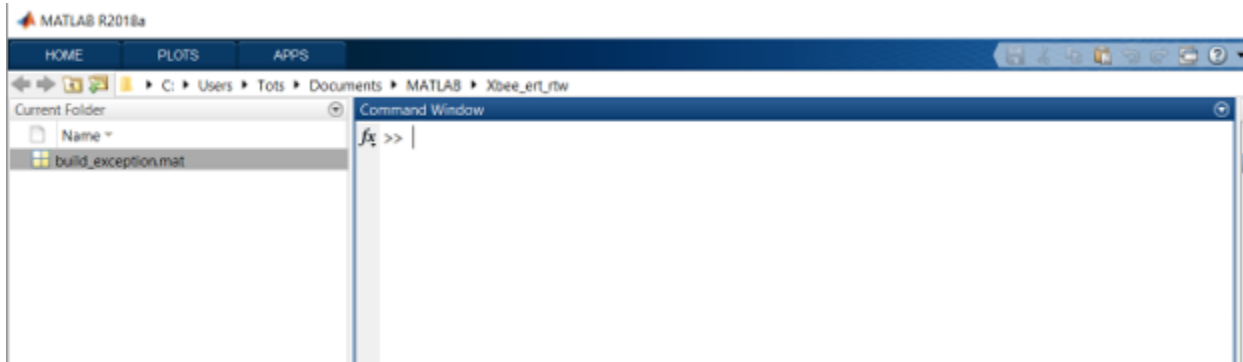 MATLAB R2018a
HOME PLOTS APPS
C: Users Tots Documents MATLAB Xbee_ert_rtw
Current Folder
Command Window
Name
fx >>
build_exception.mat